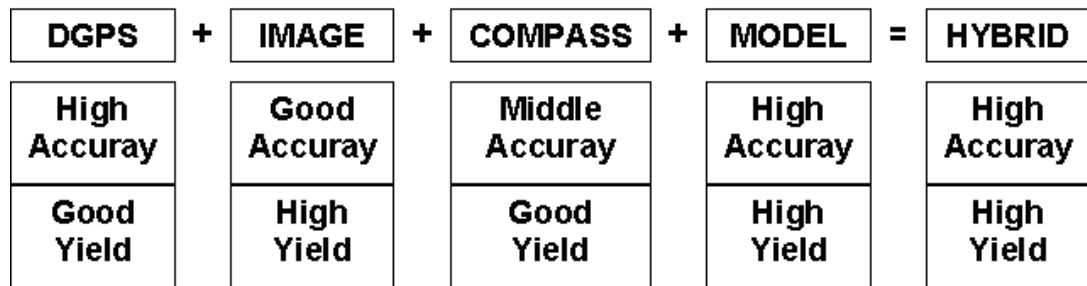 DGPS + IMAGE + COMPASS + MODEL = HYBRID
High Good Middle High High
Accuray Accuray Accuray Accuray Accuray
Good High Good High High
Yield Yield Yield Yield Yield